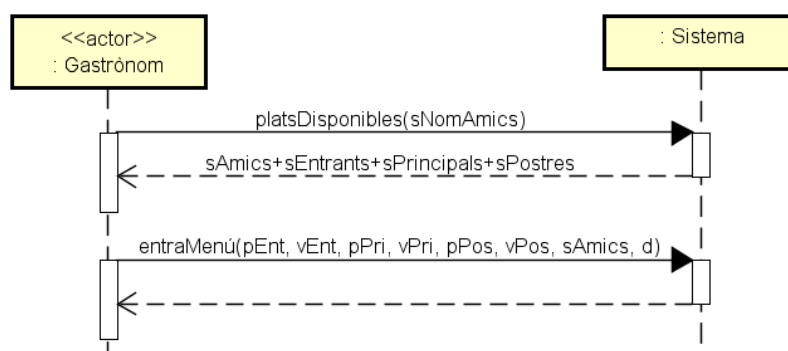 <<actor>>
: Gastrònom
: Sistema
platsDisponibles(sNomAmics)
sAmics+sEntrants+sPrincipals+sPostres
entraMenú(pEnt, vEnt, pPri, vPri, pPos, vPos, sAmics, d)